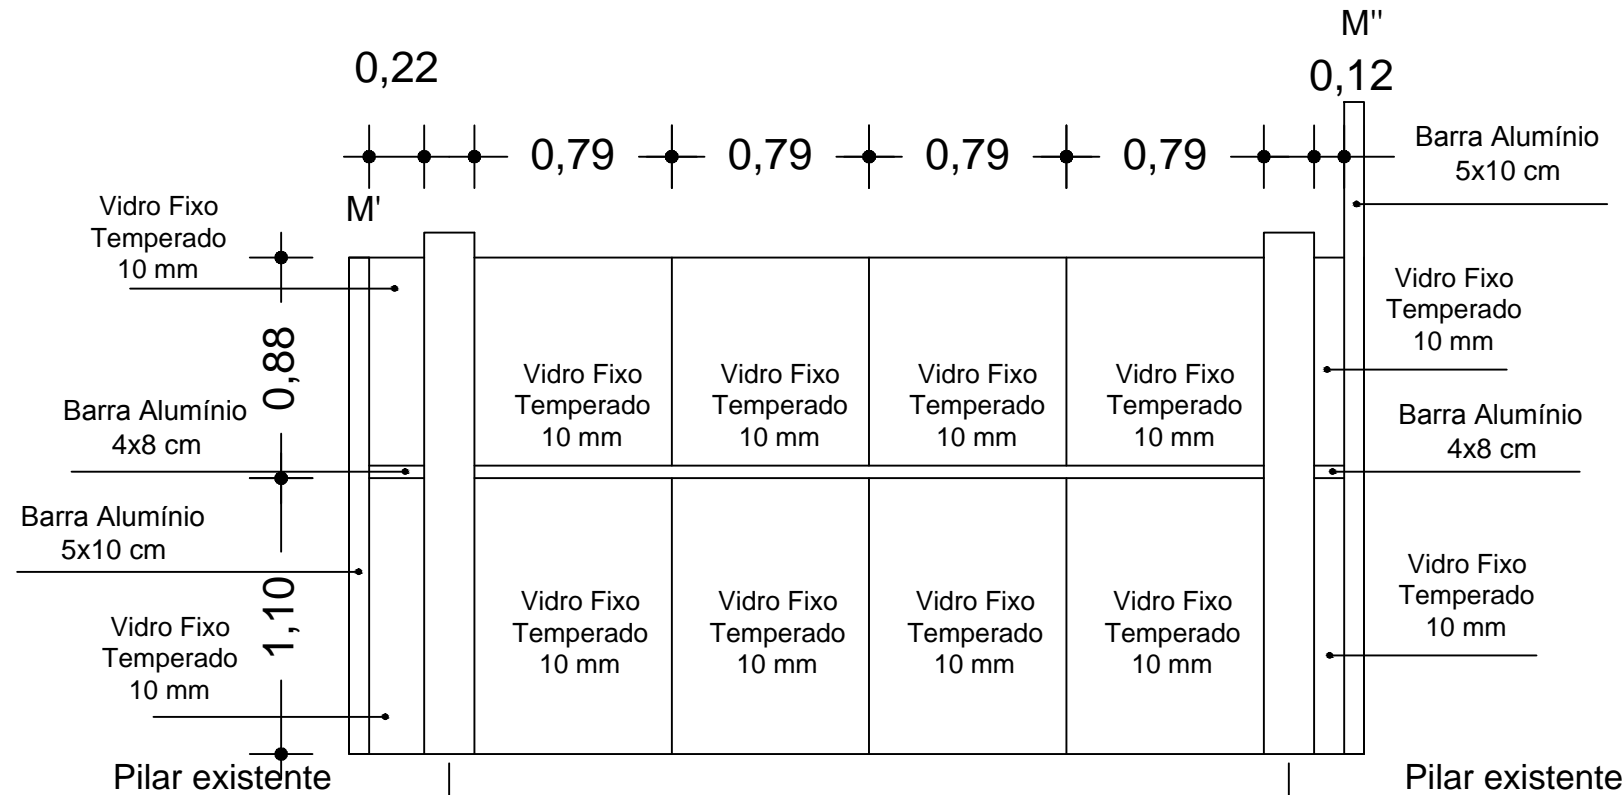 M"
0,22
0,12
0,79
0,79
0,79
0,79
Barra Alumínio
5x10 cm
M'
Vidro Fixo
Temperado
10 mm
Vidro Fixo
Temperado
10 mm
0,88
Vidro Fixo
Temperado
10 mm
Vidro Fixo
Temperado
10 mm
Vidro Fixo
Temperado
10 mm
Vidro Fixo
Temperado
10 mm
Barra Alumínio
4x8 cm
Barra Alumínio
4x8 cm
Barra Alumínio
5x10 cm
1,10
Vidro Fixo
Temperado
10 mm
Vidro Fixo
Temperado
10 mm
Vidro Fixo
Temperado
10 mm
Vidro Fixo
Temperado
10 mm
Vidro Fixo
Temperado
10 mm
Vidro Fixo
Temperado
10 mm
Pilar existente
Pilar existente